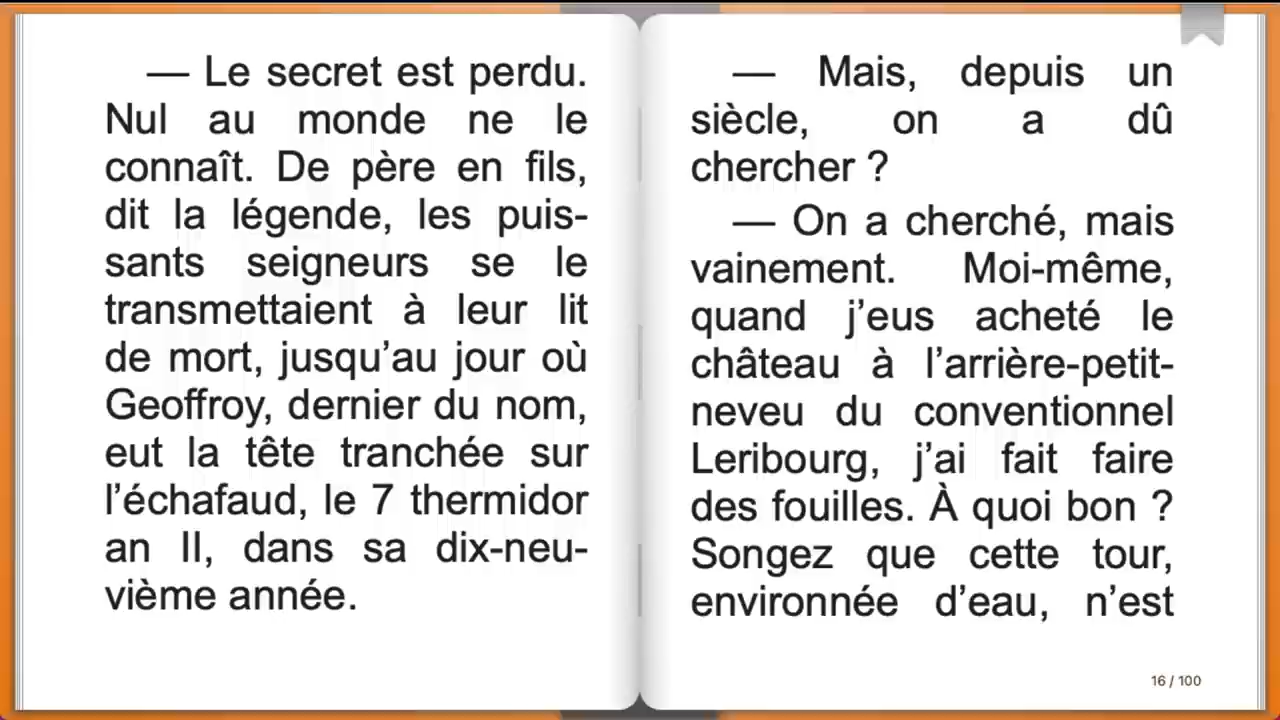 — Le secret est perdu.
Nul au monde ne le
connaît. De père en fils,
dit la légende, les puis-
sants seigneurs se le
transmettaient à leur lit
de mort, jusqu’au jour où
Geoffroy, dernier du nom,
eut la tête tranchée sur
l’échafaud, le 7 thermidor
an II, dans sa dix-neu-
vième année.
— Mais, depuis un
siècle, on a dû
chercher ?
— On a cherché, mais
vainement. Moi-même,
quand j’eus acheté le
château à l’arrière-petit-
neveu du conventionnel
Leribourg, j’ai fait faire
des fouilles. À quoi bon ?
Songez que cette tour,
environnée d’eau, n’est
16 / 100